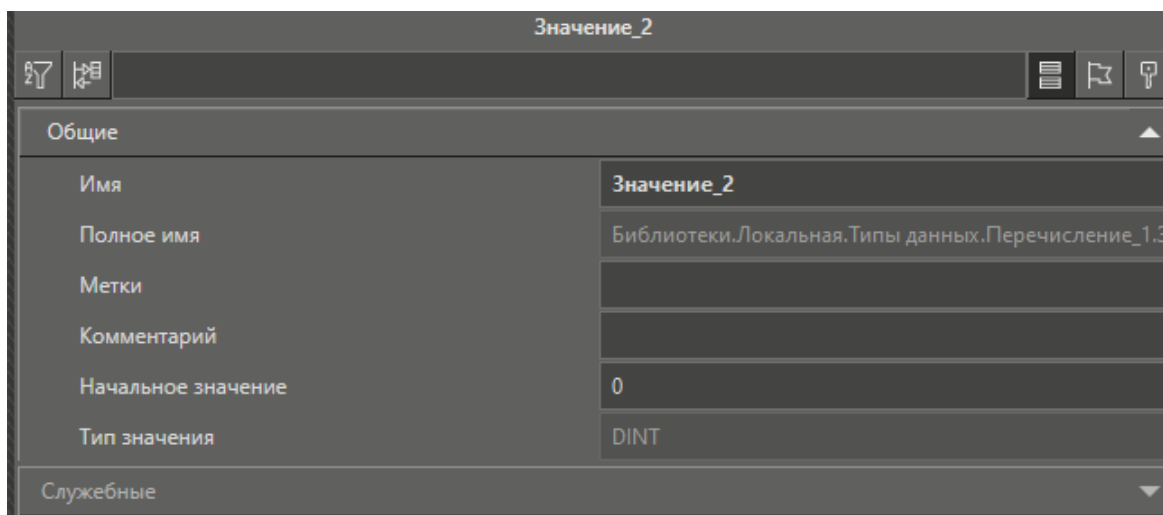 Значение_2
Общие
Имя Значение_2
Полное имя Библиотеки.Локальная.Типы данных.Перечисление_1.
Метки
Комментарий
Начальное значение 0
Тип значения DINT
Служебные